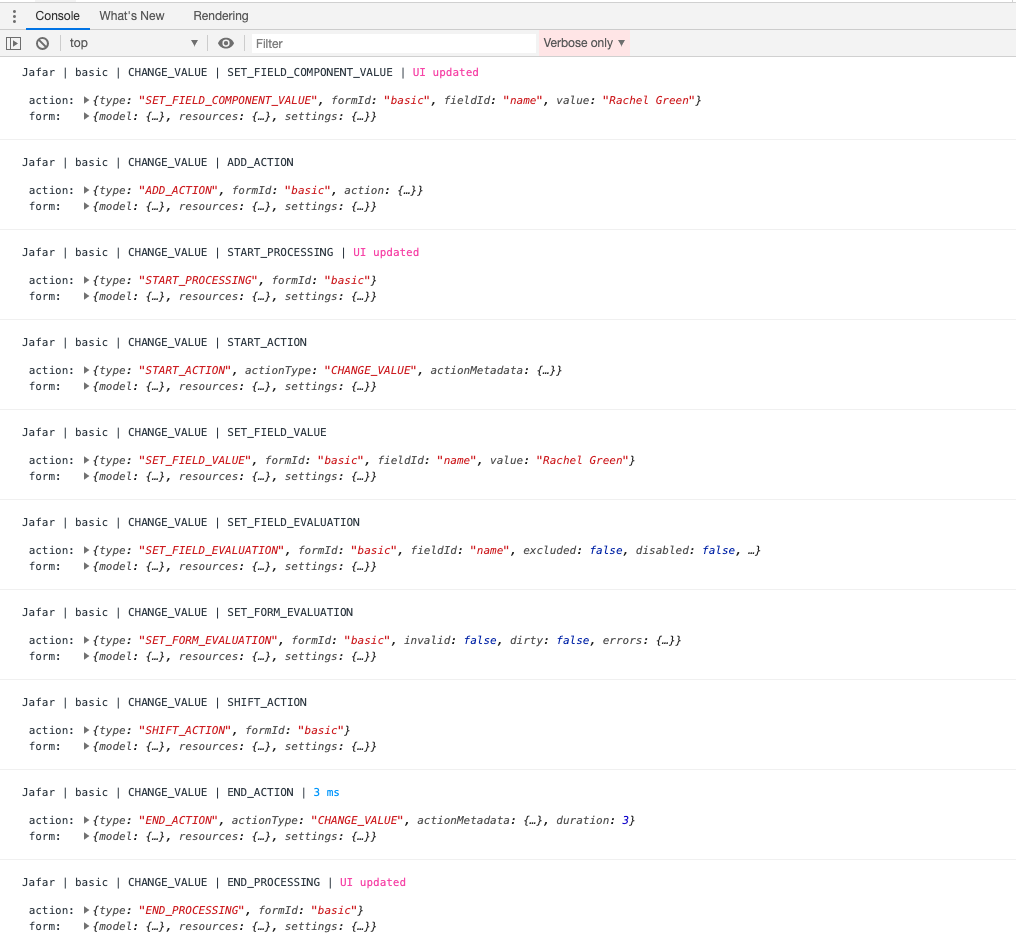 Console What's New Rendering
top ▼ Filter Verbose only ▼
Jafar | basic | CHANGE_VALUE | SET_FIELD_COMPONENT_VALUE | UI updated
action: ▶{type: "SET_FIELD_COMPONENT_VALUE", formId: "basic", fieldId: "name", value: "Rachel Green"}
form: ▶{model: {…}, resources: {…}, settings: {…}}
Jafar | basic | CHANGE_VALUE | ADD_ACTION
action: ▶{type: "ADD_ACTION", formId: "basic", action: {…}}
form: ▶{model: {…}, resources: {…}, settings: {…}}
Jafar | basic | CHANGE_VALUE | START_PROCESSING | UI updated
action: ▶{type: "START_PROCESSING", formId: "basic"}
form: ▶{model: {…}, resources: {…}, settings: {…}}
Jafar | basic | CHANGE_VALUE | START_ACTION
action: ▶{type: "START_ACTION", actionType: "CHANGE_VALUE", actionMetadata: {…}}
form: ▶{model: {…}, resources: {…}, settings: {…}}
Jafar | basic | CHANGE_VALUE | SET_FIELD_VALUE
action: ▶{type: "SET_FIELD_VALUE", formId: "basic", fieldId: "name", value: "Rachel Green"}
form: ▶{model: {…}, resources: {…}, settings: {…}}
Jafar | basic | CHANGE_VALUE | SET_FIELD_EVALUATION
action: ▶{type: "SET_FIELD_EVALUATION", formId: "basic", fieldId: "name", excluded: false, disabled: false, …}
form: ▶{model: {…}, resources: {…}, settings: {…}}
Jafar | basic | CHANGE_VALUE | SET_FORM_EVALUATION
action: ▶{type: "SET_FORM_EVALUATION", formId: "basic", invalid: false, dirty: false, errors: {…}}
form: ▶{model: {…}, resources: {…}, settings: {…}}
Jafar | basic | CHANGE_VALUE | SHIFT_ACTION
action: ▶{type: "SHIFT_ACTION", formId: "basic"}
form: ▶{model: {…}, resources: {…}, settings: {…}}
Jafar | basic | CHANGE_VALUE | END_ACTION | 3 ms
action: ▶{type: "END_ACTION", actionType: "CHANGE_VALUE", actionMetadata: {…}, duration: 3}
form: ▶{model: {…}, resources: {…}, settings: {…}}
Jafar | basic | CHANGE_VALUE | END_PROCESSING | UI updated
action: ▶{type: "END_PROCESSING", formId: "basic"}
form: ▶{model: {…}, resources: {…}, settings: {…}}